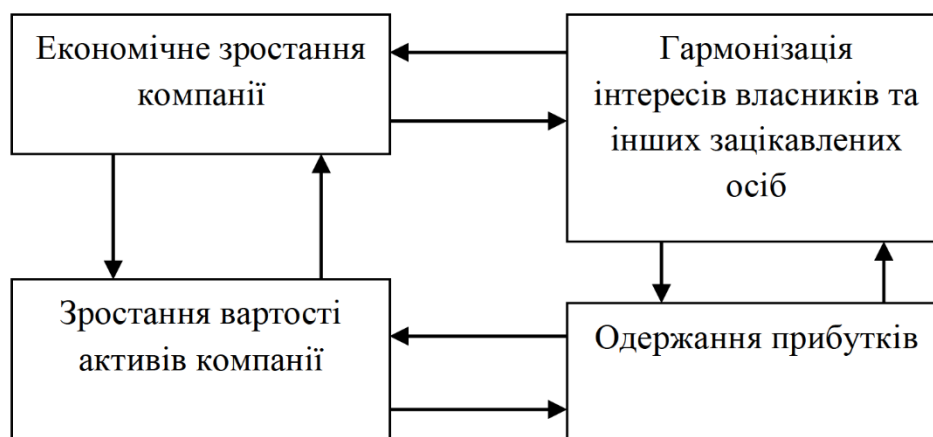 Економічне зростання
компанії
Гармонізація
інтересів власників та
інших зацікавлених
осіб
Зростання вартості
активів компанії
Одержання прибутків